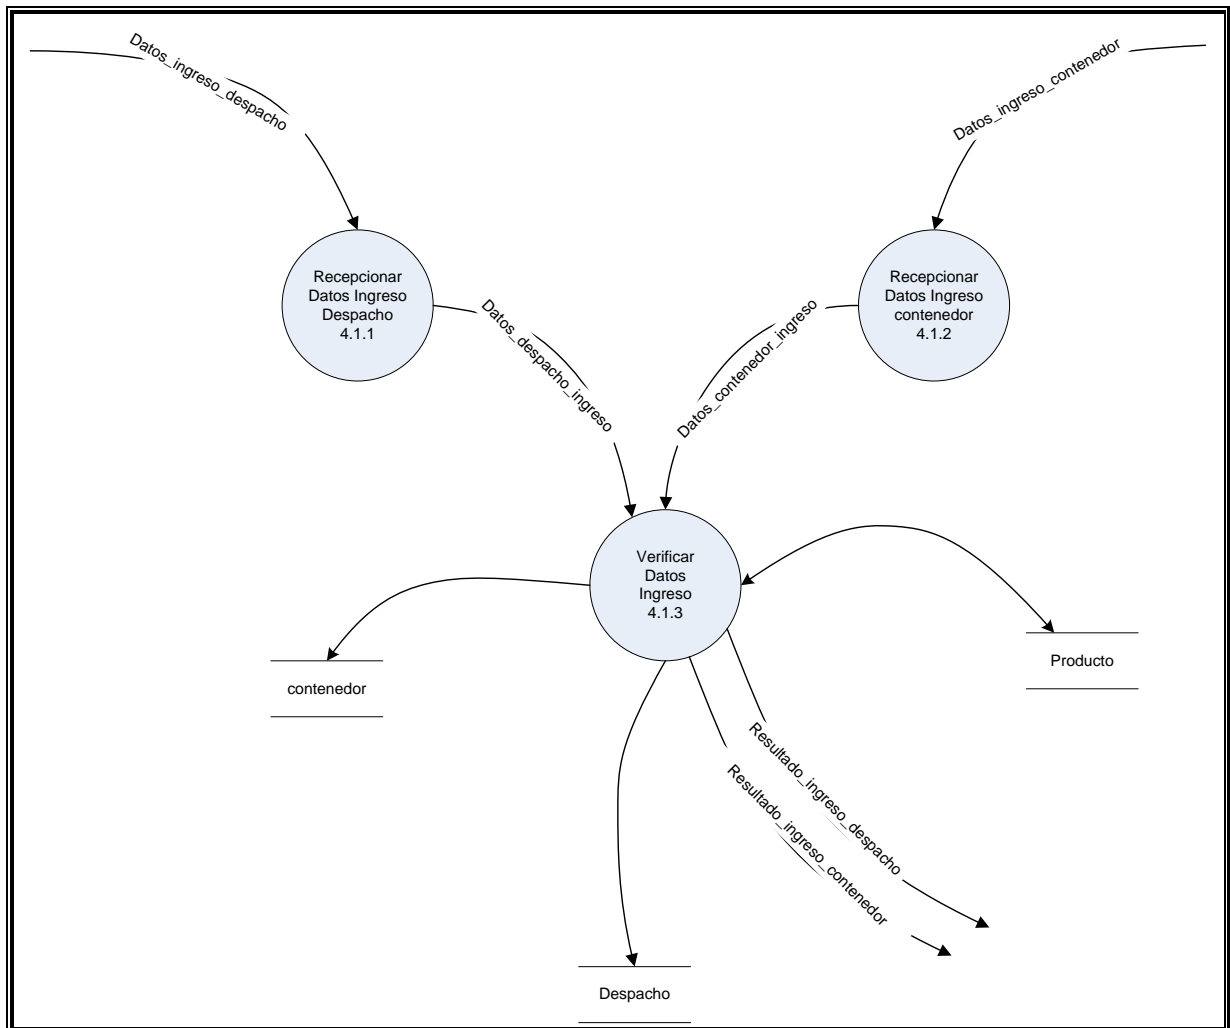 Datos_ingreso_despacho
Datos_ingreso_contenedor
Recepcionar
Datos Ingreso
Despacho
4.1.1
Recepcionar
Datos Ingreso
contenedor
4.1.2
Datos_despacho_ingreso
Datos_contenedor_ingreso
Verificar
Datos
Ingreso
4.1.3
contenedor
Producto
Resultado_ingreso_despacho
Resultado_ingreso_contenedor
Despacho